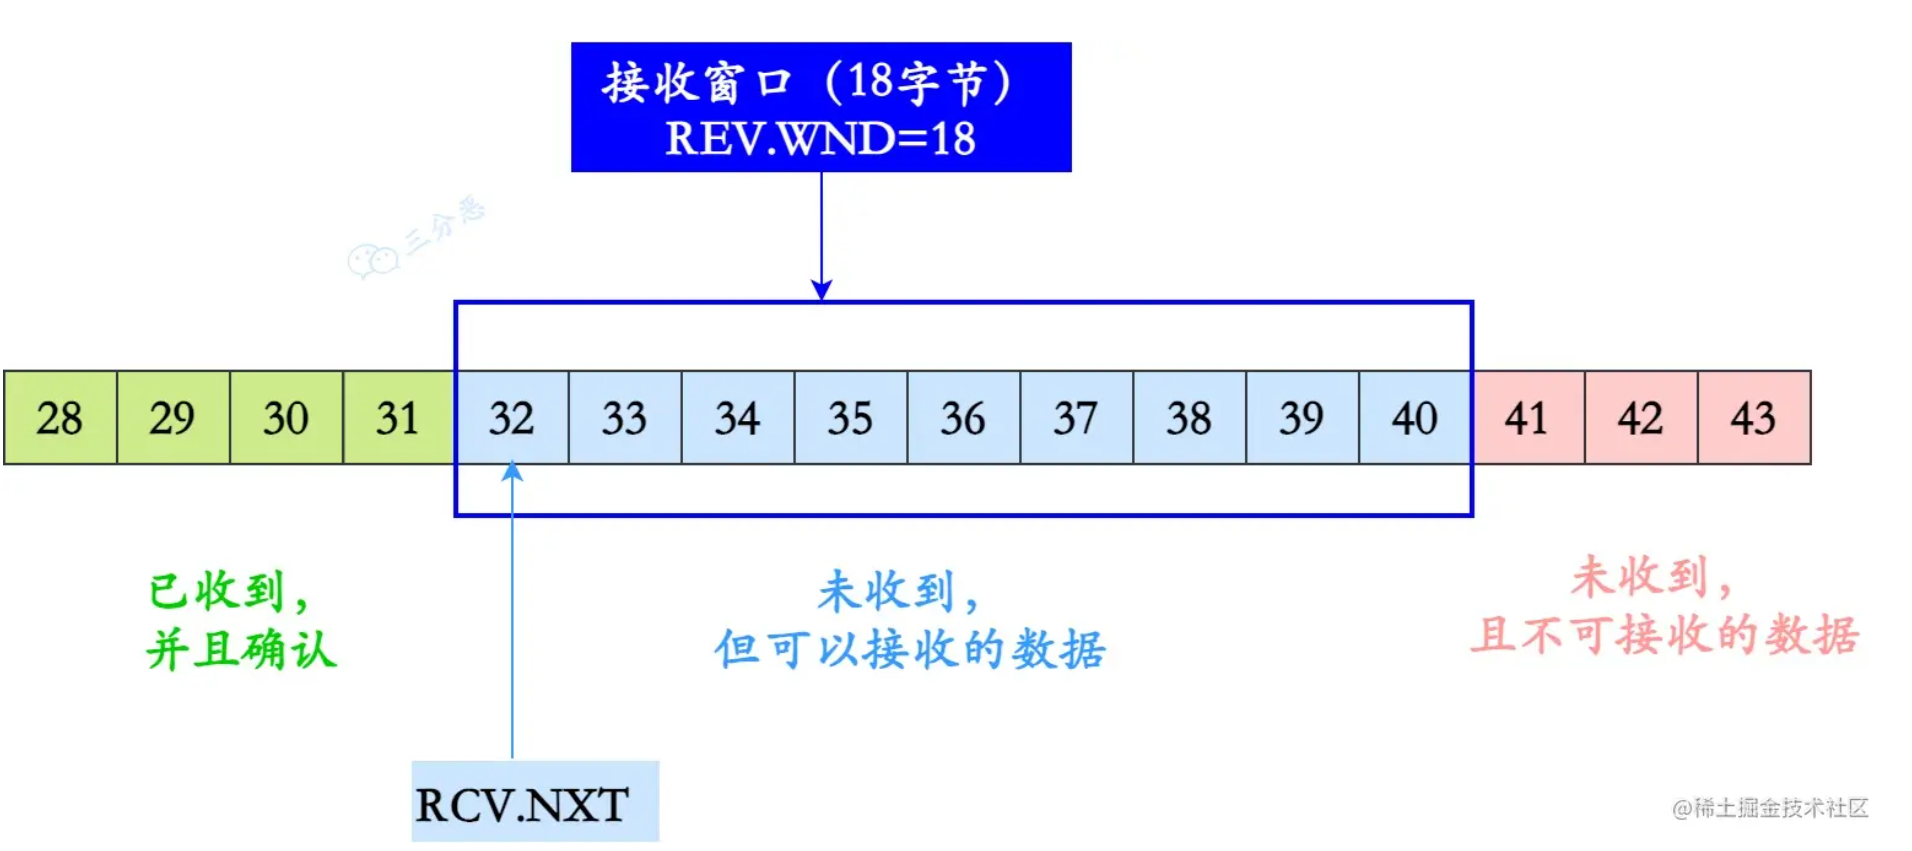 接收窗口（18字节）
REV.WND=18
三分恶
28 29 30 31 32 33 34 35 36 37 38 39 40 41 42 43
已收到，
并且确认
未收到，
但可以接收的数据
未收到，
且不可接收的数据
RCV.NXT
@稀土掘金技术社区